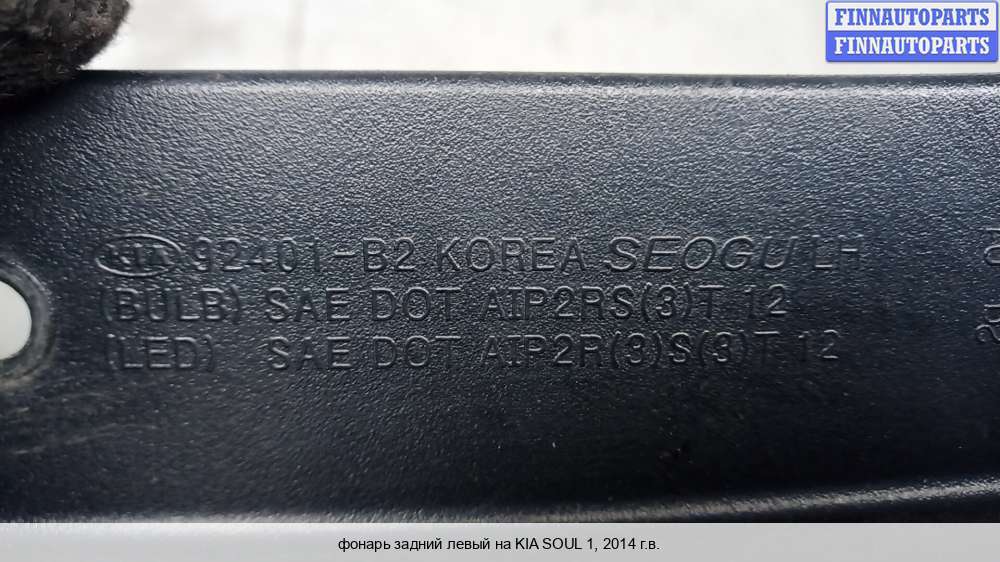 FINNAUTOPARTS
FINNAUTOPARTS
KIA 92401-B2 KOREA SEOGU LH
(BULB) SAE DOT AIP2RS(3)T 12
(LED) SAE DOT AIP2R(3)S(3)T 12
фонарь задний левый на KIA SOUL 1, 2014 г.в.